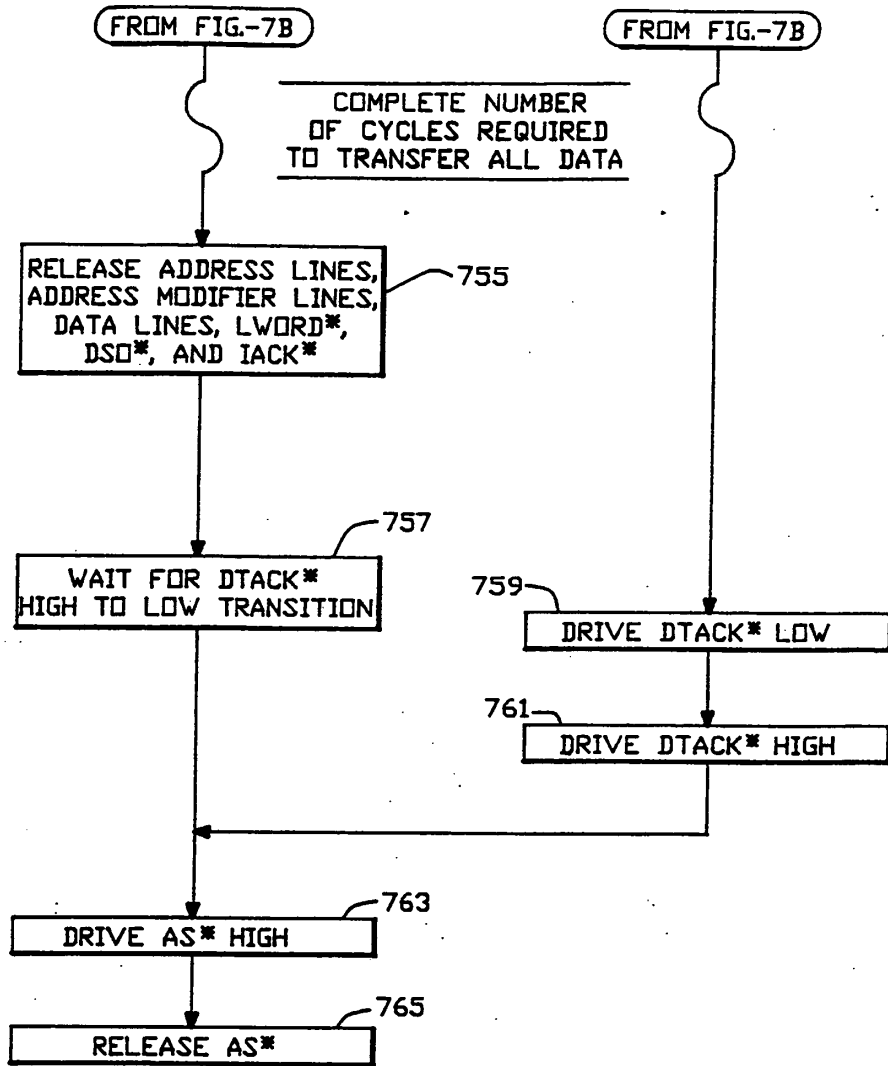 FROM FIG.-7B
FROM FIG.-7B
COMPLETE NUMBER
OF CYCLES REQUIRED
TO TRANSFER ALL DATA
RELEASE ADDRESS LINES,
ADDRESS MODIFIER LINES,
DATA LINES, LWORD*,
DS0*, AND IACK*
755
757
WAIT FOR DTACK*
HIGH TO LOW TRANSITION
759
DRIVE DTACK* LOW
761
DRIVE DTACK* HIGH
763
DRIVE AS* HIGH
765
RELEASE AS*